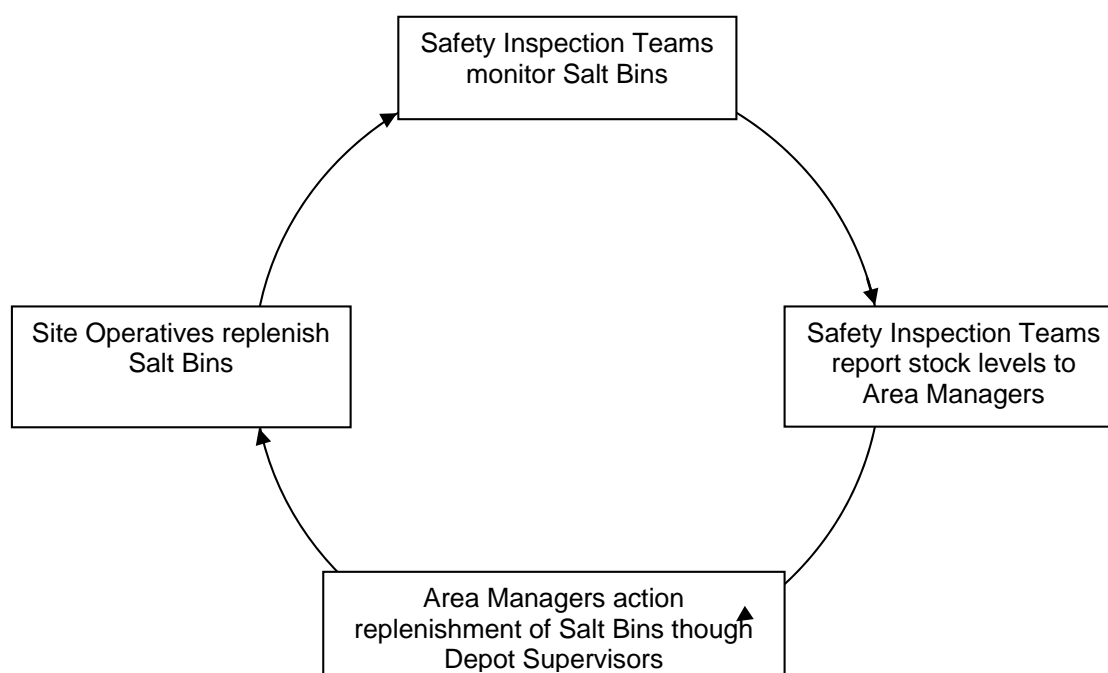 Safety Inspection Teams
monitor Salt Bins
Site Operatives replenish
Salt Bins
Safety Inspection Teams
report stock levels to
Area Managers
Area Managers action
replenishment of Salt Bins though
Depot Supervisors